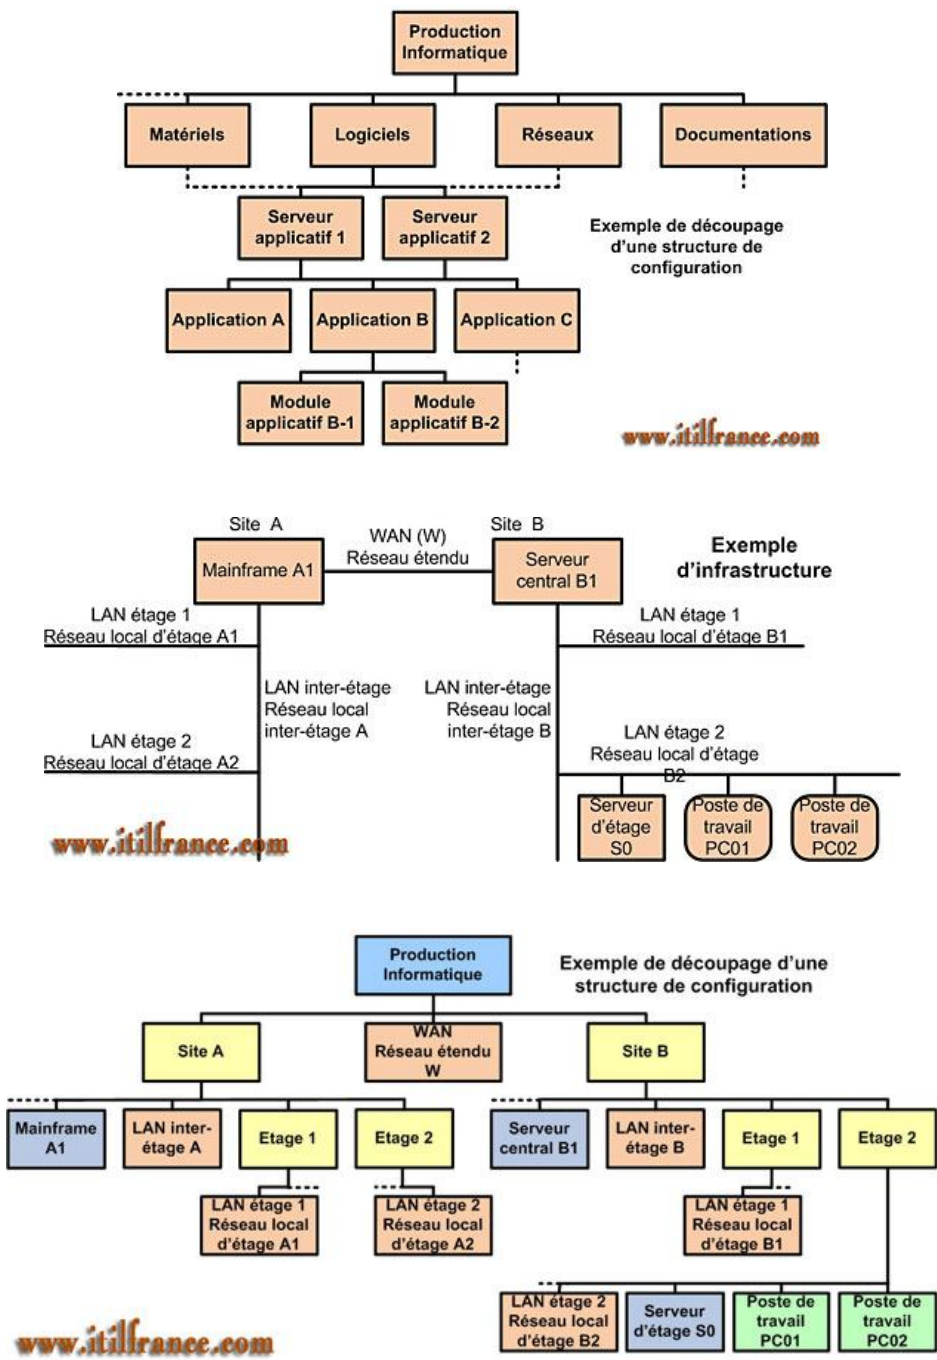 Production
Informatique
Matériels
Logiciels
Réseaux
Documentations
Serveur
applicatif 1
Serveur
applicatif 2
Exemple de découpage
d'une structure de
configuration
Application A
Application B
Application C
Module
applicatif B-1
Module
applicatif B-2
www.itilfrance.com
Site A
WAN (W)
Réseau étendu
Site B
Mainframe A1
Serveur
central B1
Exemple
d'infrastructure
LAN étage 1
Réseau local d'étage A1
LAN étage 1
Réseau local d'étage B1
LAN inter-étage
Réseau local
inter-étage A
LAN inter-étage
Réseau local
inter-étage B
LAN étage 2
Réseau local d'étage A2
LAN étage 2
Réseau local d'étage
B2
Serveur
d'étage
S0
Poste de
travail
PC01
Poste de
travail
PC02
www.itilfrance.com
Production
Informatique
Exemple de découpage d'une
structure de configuration
Site A
WAN
Réseau étendu
W
Site B
Mainframe
A1
LAN inter-
étage A
Etage 1
Etage 2
Serveur
central B1
LAN inter-
étage B
Etage 1
Etage 2
LAN étage 1
Réseau local
d'étage A1
LAN étage 2
Réseau local
d'étage A2
LAN étage 1
Réseau local
d'étage B1
LAN étage 2
Réseau local
d'étage B2
Serveur
d'étage S0
Poste de
travail
PC01
Poste de
travail
PC02
www.itilfrance.com